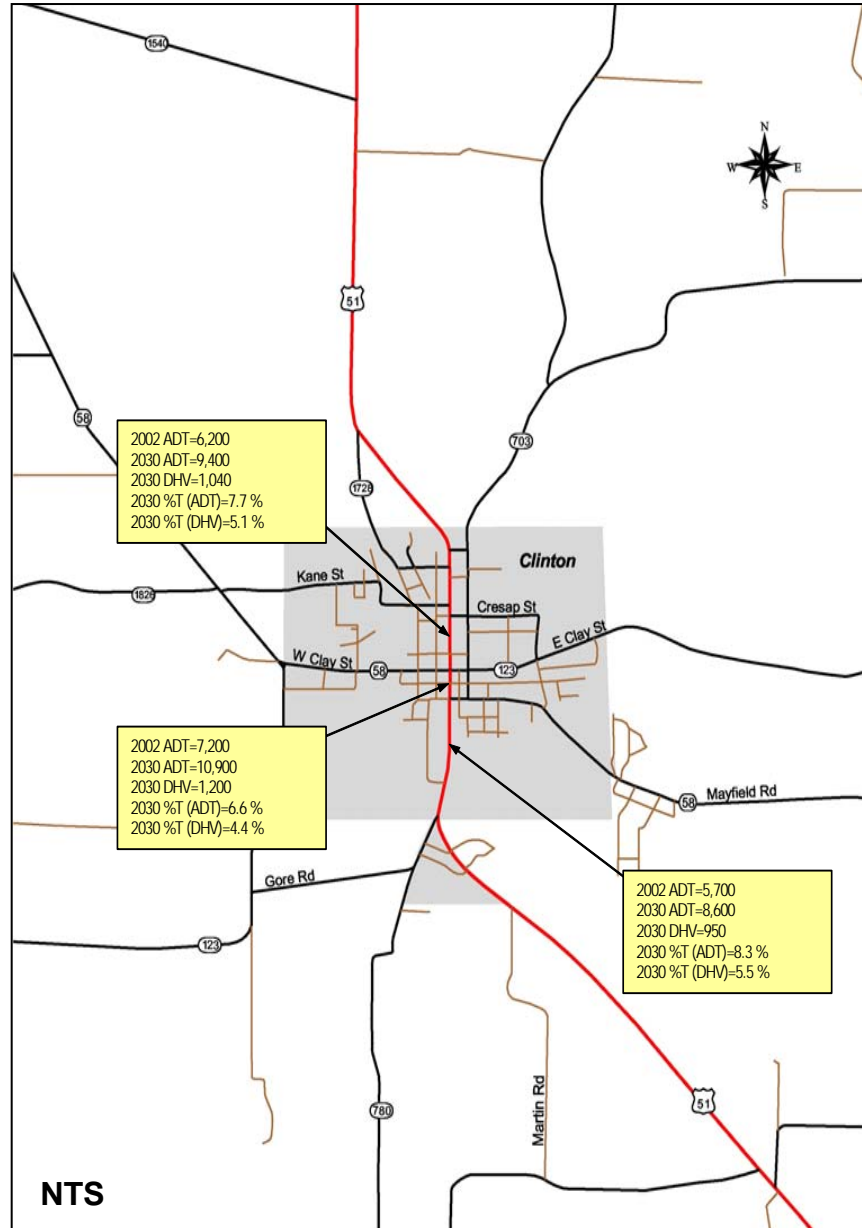 1540
N
W E
S
51
58
703
2002 ADT=6,200
2030 ADT=9,400
2030 DHV=1,040
2030 %T (ADT)=7.7 %
2030 %T (DHV)=5.1 %
1728
Clinton
Kane St
1826
Cresap St
E Clay St
W Clay St
58
123
2002 ADT=7,200
2030 ADT=10,900
2030 DHV=1,200
2030 %T (ADT)=6.6 %
2030 %T (DHV)=4.4 %
58
Mayfield Rd
Gore Rd
2002 ADT=5,700
2030 ADT=8,600
2030 DHV=950
2030 %T (ADT)=8.3 %
2030 %T (DHV)=5.5 %
123
780
Martin Rd
51
NTS